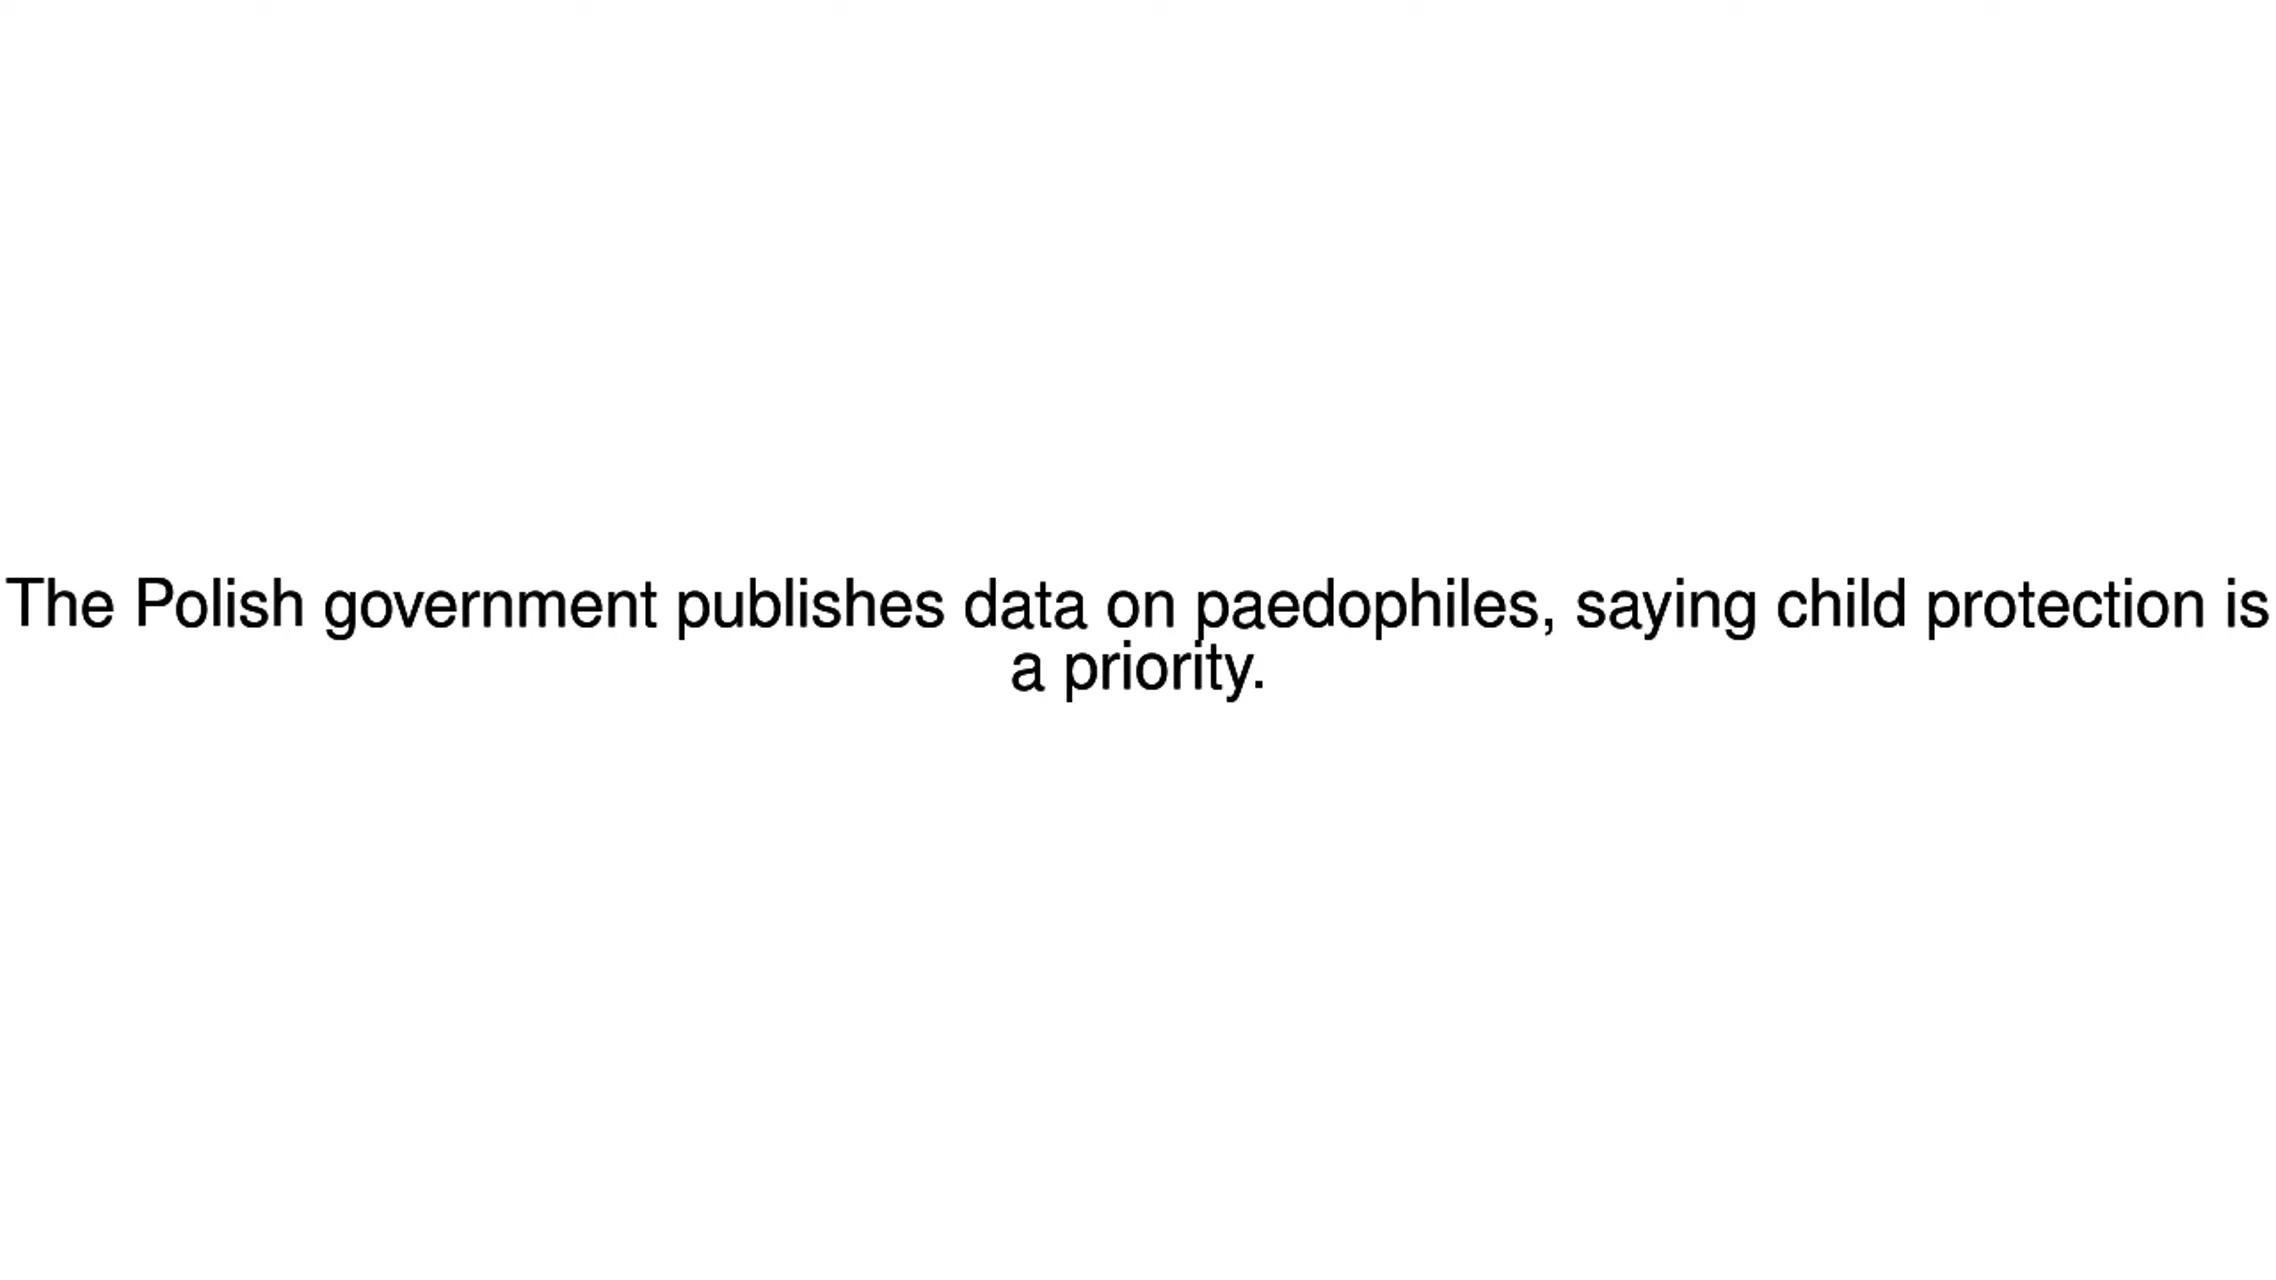 The Polish government publishes data on paedophiles, saying child protection is
a priority.